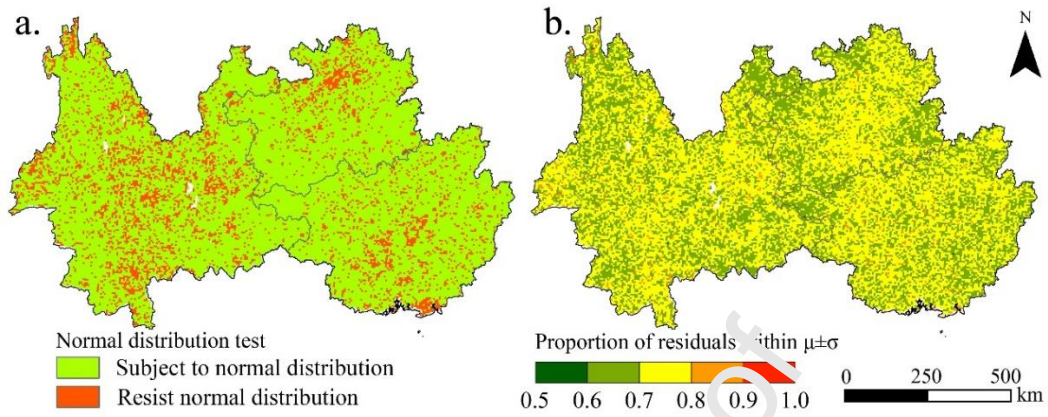 a.
b.
N
Normal distribution test
Subject to normal distribution
Resist normal distribution
Proportion of residuals within μ±σ
0.5 0.6 0.7 0.8 0.9 1.0
0 250 500
km
of